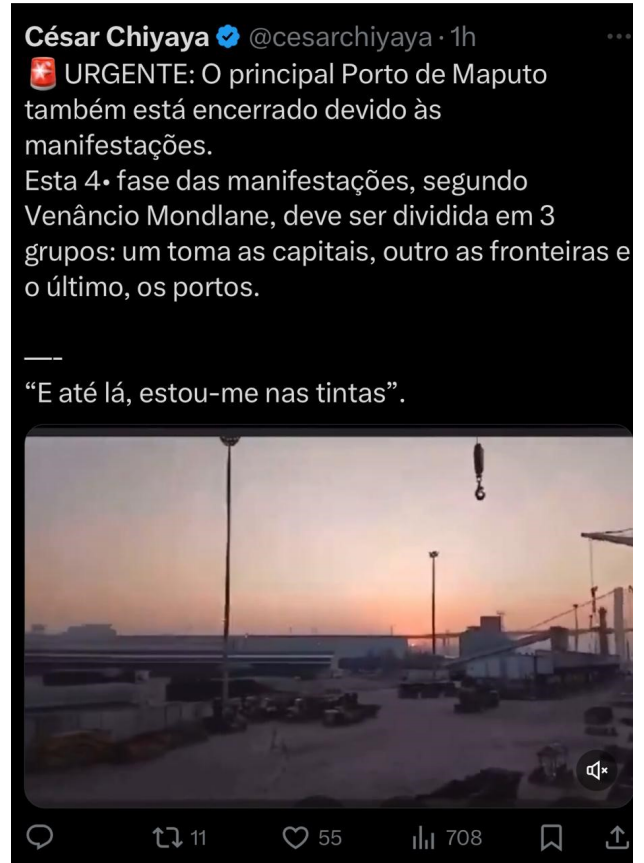 César Chiyaya @cesarchiyaya · 1h
🚨 URGENTE: O principal Porto de Maputo
também está encerrado devido às
manifestações.
Esta 4• fase das manifestações, segundo
Venâncio Mondlane, deve ser dividida em 3
grupos: um toma as capitais, outro as fronteiras e
o último, os portos.
—-
“E até lá, estou-me nas tintas”.
11 55 708